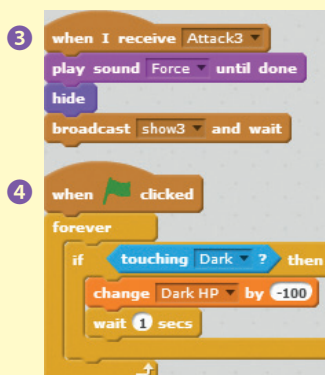 3 when I receive Attack3
play sound Force until done
hide
broadcast show3 and wait
4 when clicked
forever
if touching Dark ? then
change Dark HP by -100
wait 1 secs